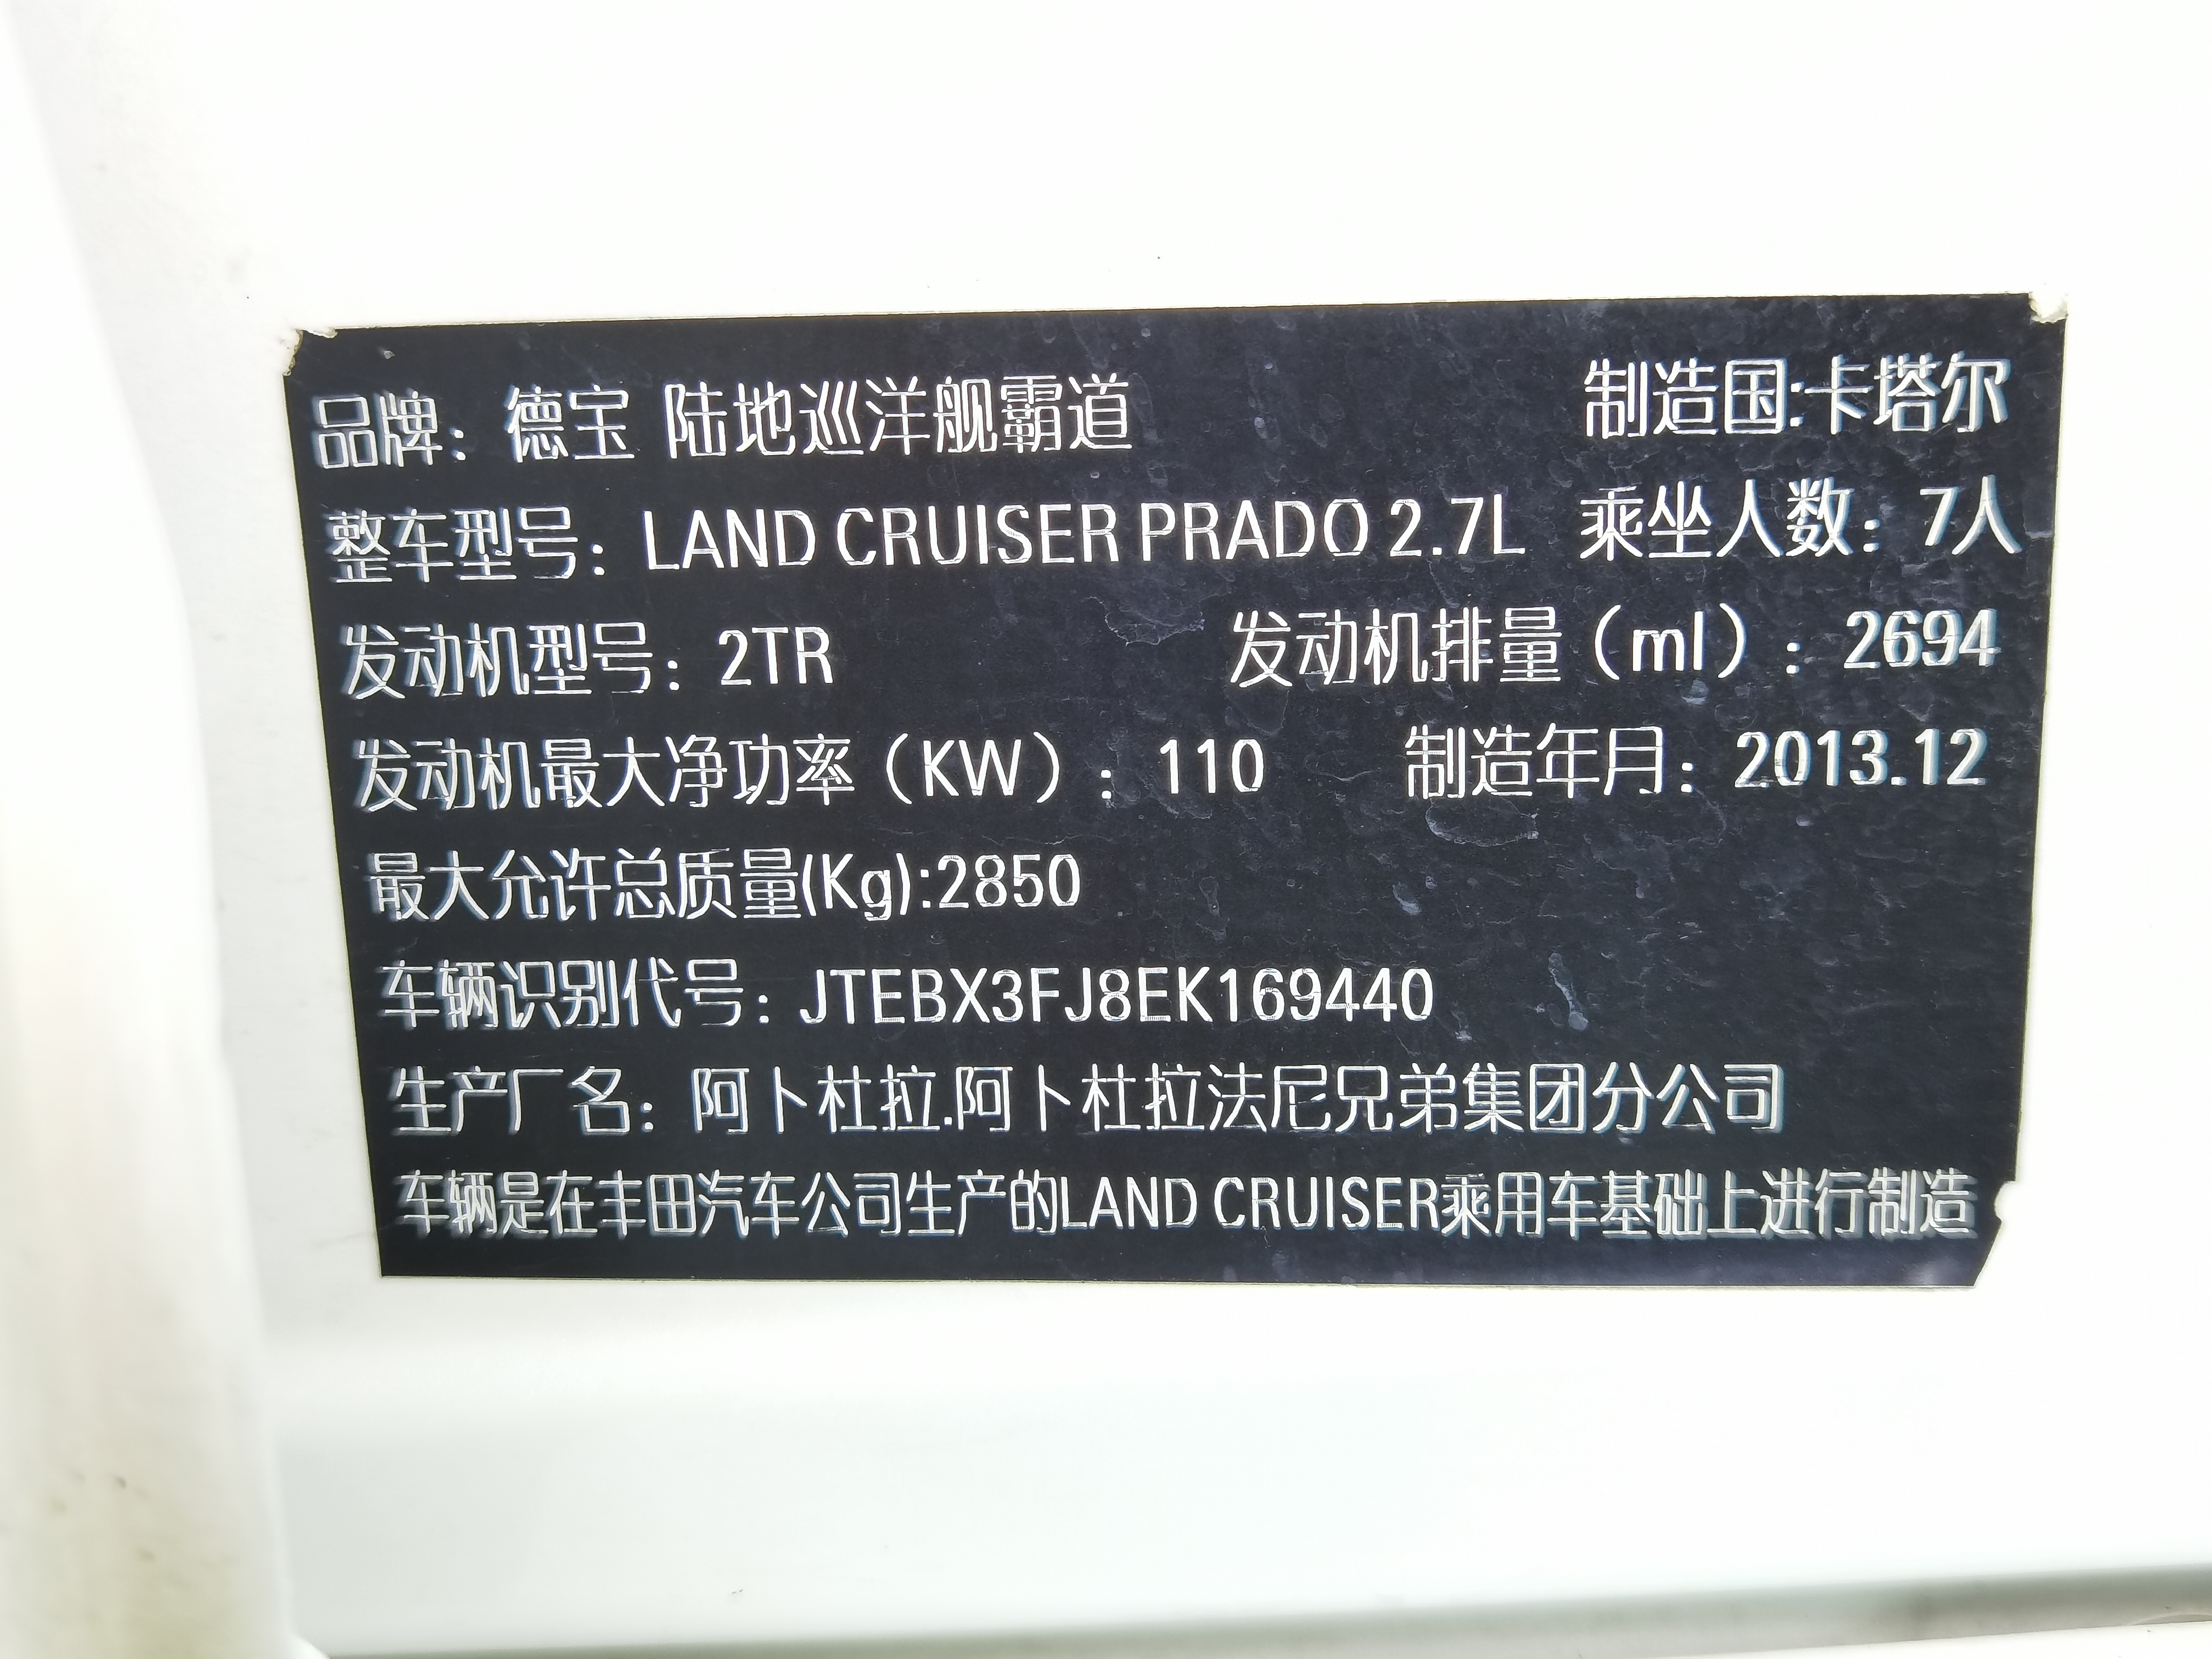 品牌： 德宝 陆地巡洋舰霸道 制造国:卡塔尔
整车型号：LAND CRUISER PRADO 2.7L 乘坐人数：7人
发动机型号：2TR 发动机排量（ml）：2694
发动机最大净功率（KW）：110 制造年月：2013.12
最大允许总质量(Kg):2850
车辆识别代号：JTEBX3FJ8EK169440
生产厂名：阿卜杜拉.阿卜杜拉法尼兄弟集团分公司
车辆是在丰田汽车公司生产的LAND CRUISER乘用车基础上进行制造